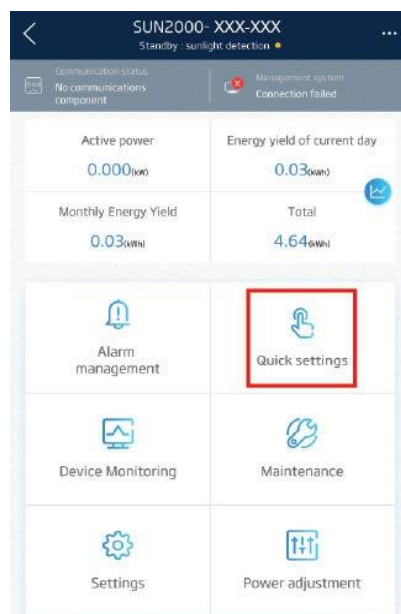 SUN2000- XXX-XXX
Standby : sunlight detection
Communication status
No communications
component
Management system
Connection failed
Active power
0.000(kW)
Energy yield of current day
0.03(kWh)
Monthly Energy Yield
0.03(kWh)
Total
4.64(kWh)
Alarm
management
Quick settings
Device Monitoring
Maintenance
Settings
Power adjustment